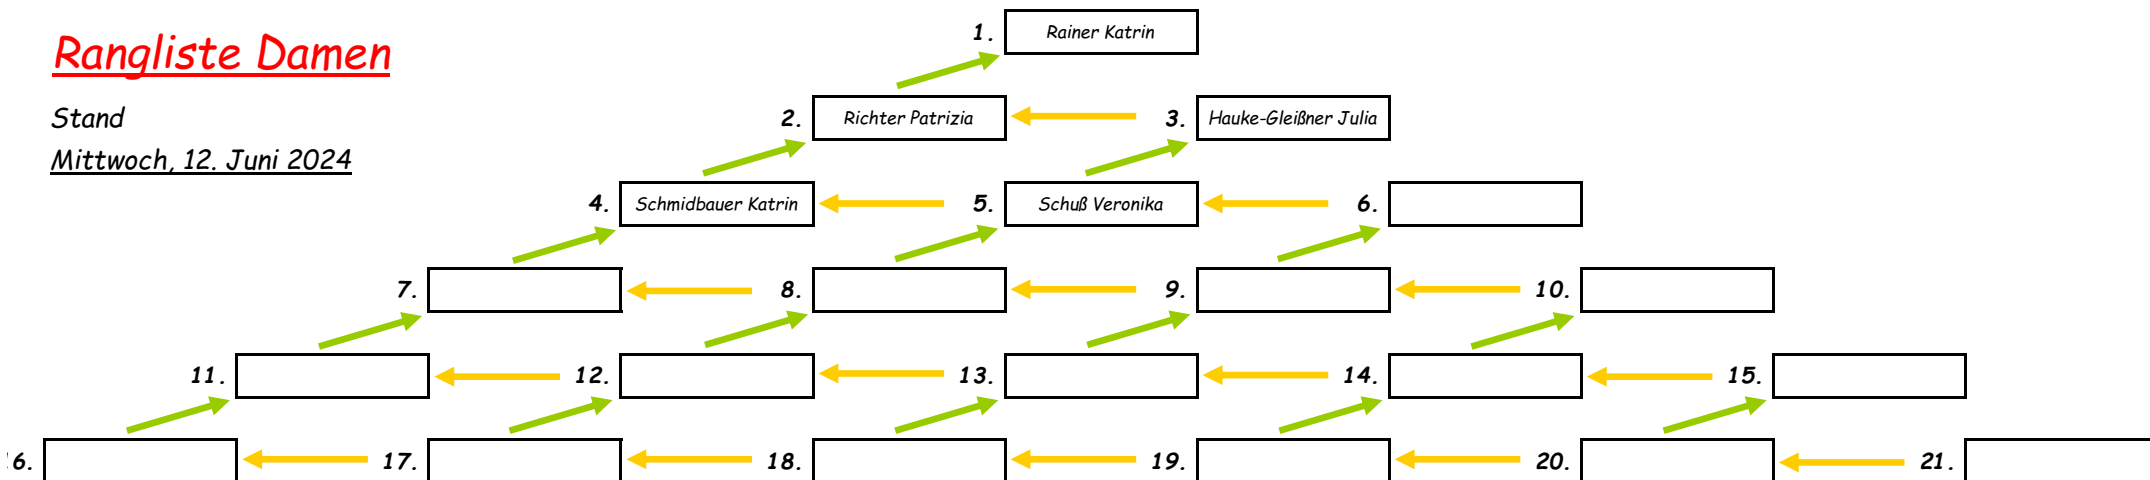 1. Rainer Katrin
Rangliste Damen
Stand
2. Richter Patrizia 3. Hauke-Gleißner Julia
Mittwoch, 12. Juni 2024
4. Schmidbauer Katrin 5. Schuß Veronika 6.
7. 8. 9. 10.
11. 12. 13. 14. 15.
16. 17. 18. 19. 20. 21.